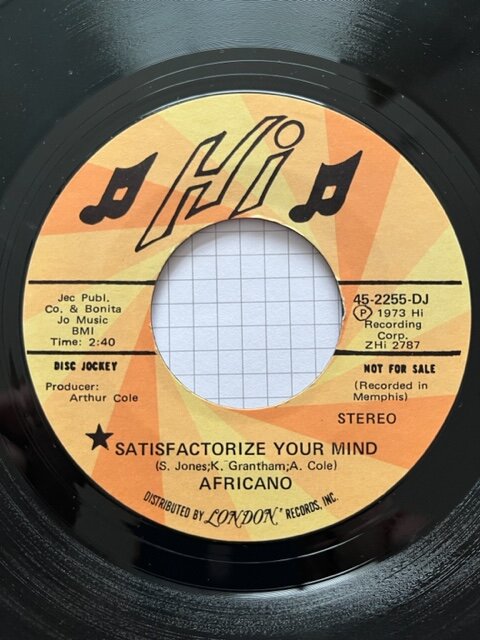 Hi
Jec Publ.
Co. & Bonita
Jo Music
BMI
Time: 2:40
DISC JOCKEY
Producer:
Arthur Cole
45-2255-DJ
Ⓟ 1973 Hi
Recording
Corp.
ZHi 2787
NOT FOR SALE
(Recorded in
Memphis)
STEREO
★SATISFACTORIZE YOUR MIND
(S. Jones;K. Grantham;A. Cole)
AFRICANO
DISTRIBUTED BY LONDON® RECORDS, INC.